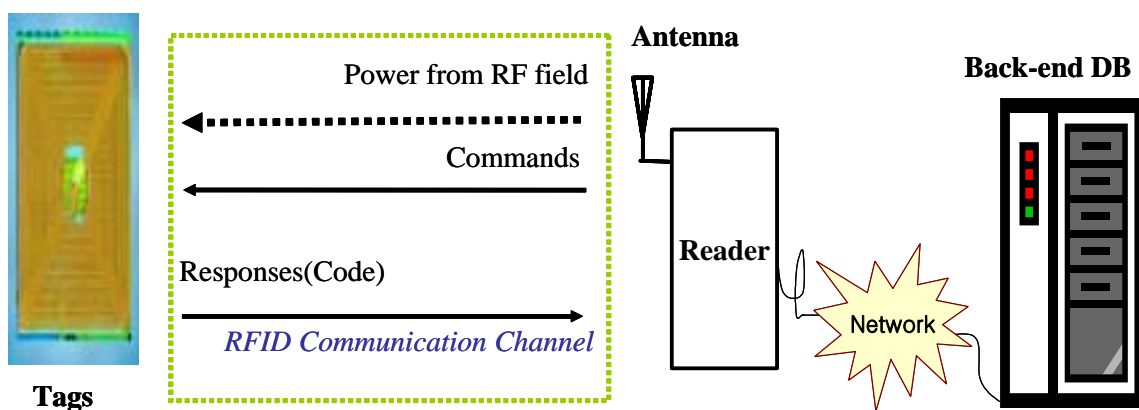 Antenna
Back-end DB
Power from RF field
Commands
Reader
Responses(Code)
Network
RFID Communication Channel
Tags